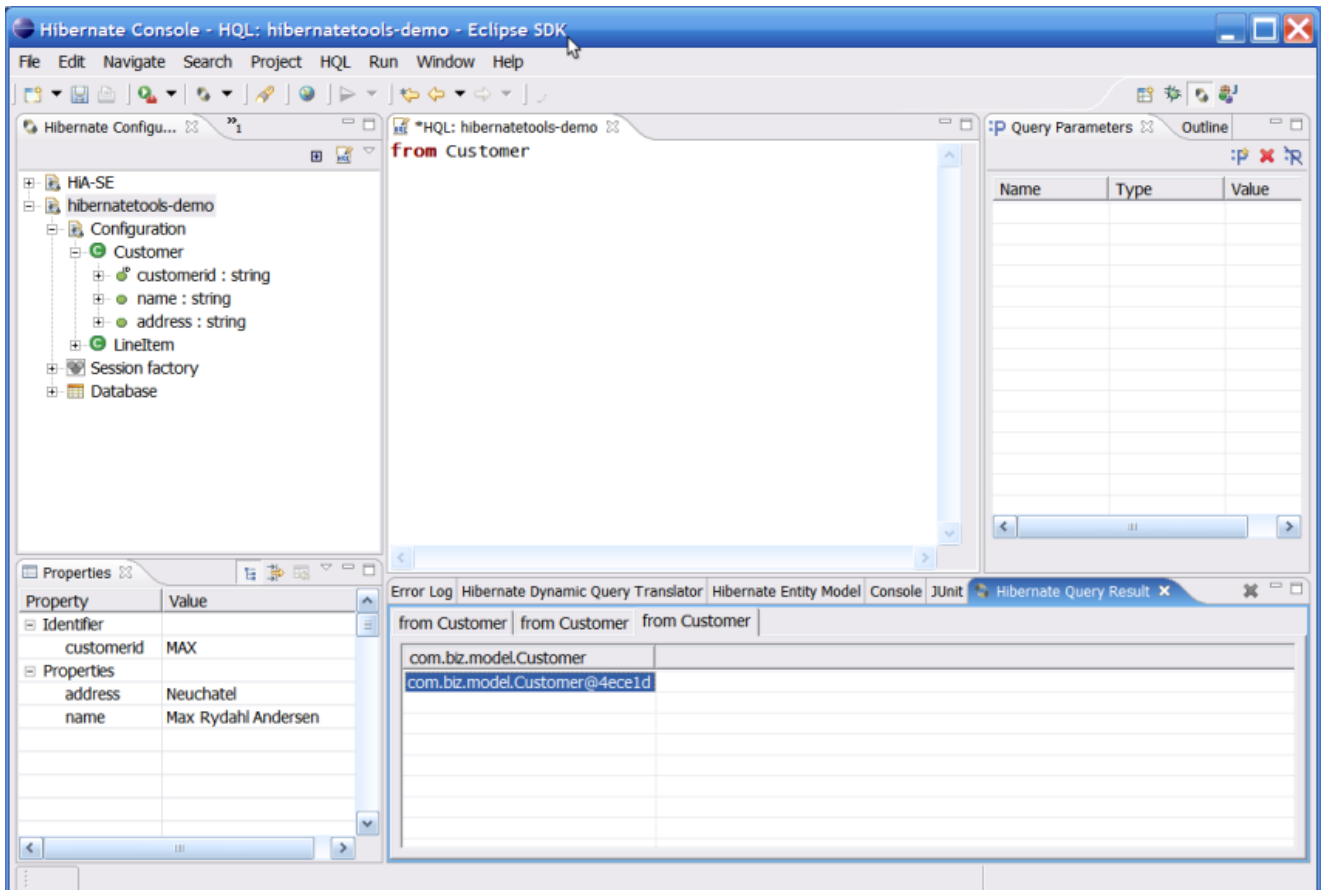 Hibernate Console - HQL: hibernatetools-demo - Eclipse SDK
File Edit Navigate Search Project HQL Run Window Help
Hibernate Configu... »1
HiA-SE
hibernatetools-demo
Configuration
Customer
customerid : string
name : string
address : string
LineItem
Session factory
Database
*HQL: hibernatetools-demo
from Customer
:P Query Parameters Outline
:P :R
Name Type Value
Properties
Property Value
Identifier
customerid MAX
Properties
address Neuchatel
name Max Rydahl Andersen
Error Log Hibernate Dynamic Query Translator Hibernate Entity Model Console JUnit Hibernate Query Result
from Customer from Customer from Customer
com.biz.model.Customer
com.biz.model.Customer@4ece1d